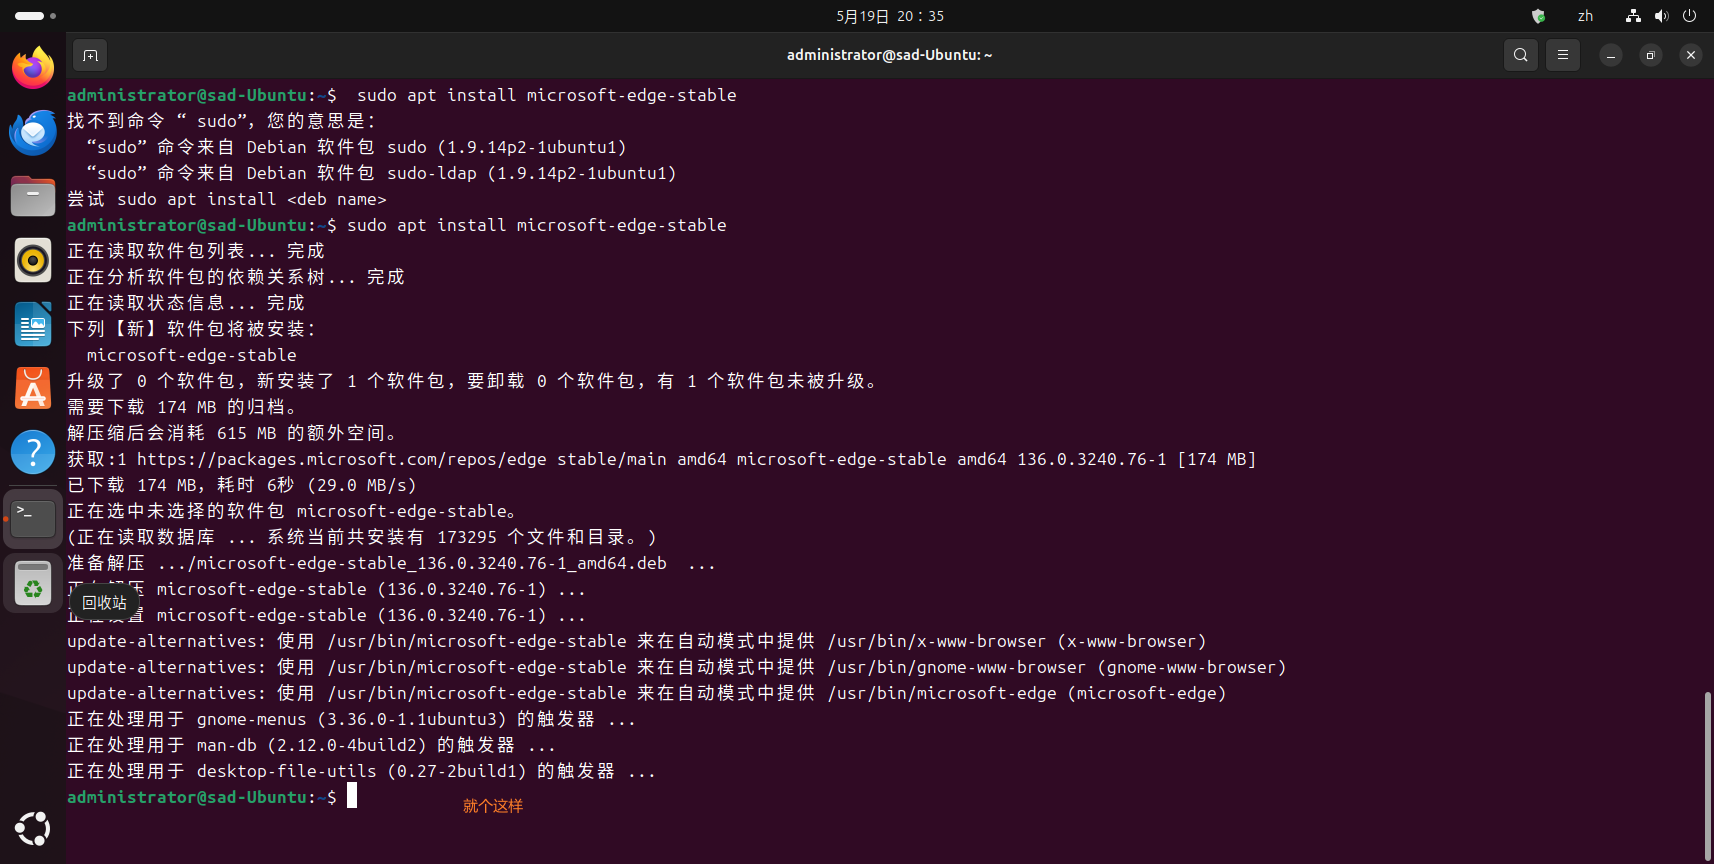 5月19日 20：35
zh
administrator@sad-Ubuntu: ~
administrator@sad-Ubuntu:~$  sudo apt install microsoft-edge-stable
找不到命令 “ sudo”，您的意思是：
  “sudo” 命令来自 Debian 软件包 sudo (1.9.14p2-1ubuntu1)
  “sudo” 命令来自 Debian 软件包 sudo-ldap (1.9.14p2-1ubuntu1)
尝试 sudo apt install <deb name>
administrator@sad-Ubuntu:~$ sudo apt install microsoft-edge-stable
正在读取软件包列表... 完成
正在分析软件包的依赖关系树... 完成
正在读取状态信息... 完成
下列【新】软件包将被安装：
  microsoft-edge-stable
升级了 0 个软件包，新安装了 1 个软件包，要卸载 0 个软件包，有 1 个软件包未被升级。
需要下载 174 MB 的归档。
解压缩后会消耗 615 MB 的额外空间。
获取:1 https://packages.microsoft.com/repos/edge stable/main amd64 microsoft-edge-stable amd64 136.0.3240.76-1 [174 MB]
已下载 174 MB，耗时 6秒 (29.0 MB/s)
正在选中未选择的软件包 microsoft-edge-stable。
(正在读取数据库 ... 系统当前共安装有 173295 个文件和目录。)
准备解压 .../microsoft-edge-stable_136.0.3240.76-1_amd64.deb  ...
正在解压 microsoft-edge-stable (136.0.3240.76-1) ...
回收站
正在设置 microsoft-edge-stable (136.0.3240.76-1) ...
update-alternatives: 使用 /usr/bin/microsoft-edge-stable 来在自动模式中提供 /usr/bin/x-www-browser (x-www-browser)
update-alternatives: 使用 /usr/bin/microsoft-edge-stable 来在自动模式中提供 /usr/bin/gnome-www-browser (gnome-www-browser)
update-alternatives: 使用 /usr/bin/microsoft-edge-stable 来在自动模式中提供 /usr/bin/microsoft-edge (microsoft-edge)
正在处理用于 gnome-menus (3.36.0-1.1ubuntu3) 的触发器 ...
正在处理用于 man-db (2.12.0-4build2) 的触发器 ...
正在处理用于 desktop-file-utils (0.27-2build1) 的触发器 ...
administrator@sad-Ubuntu:~$
就个这样